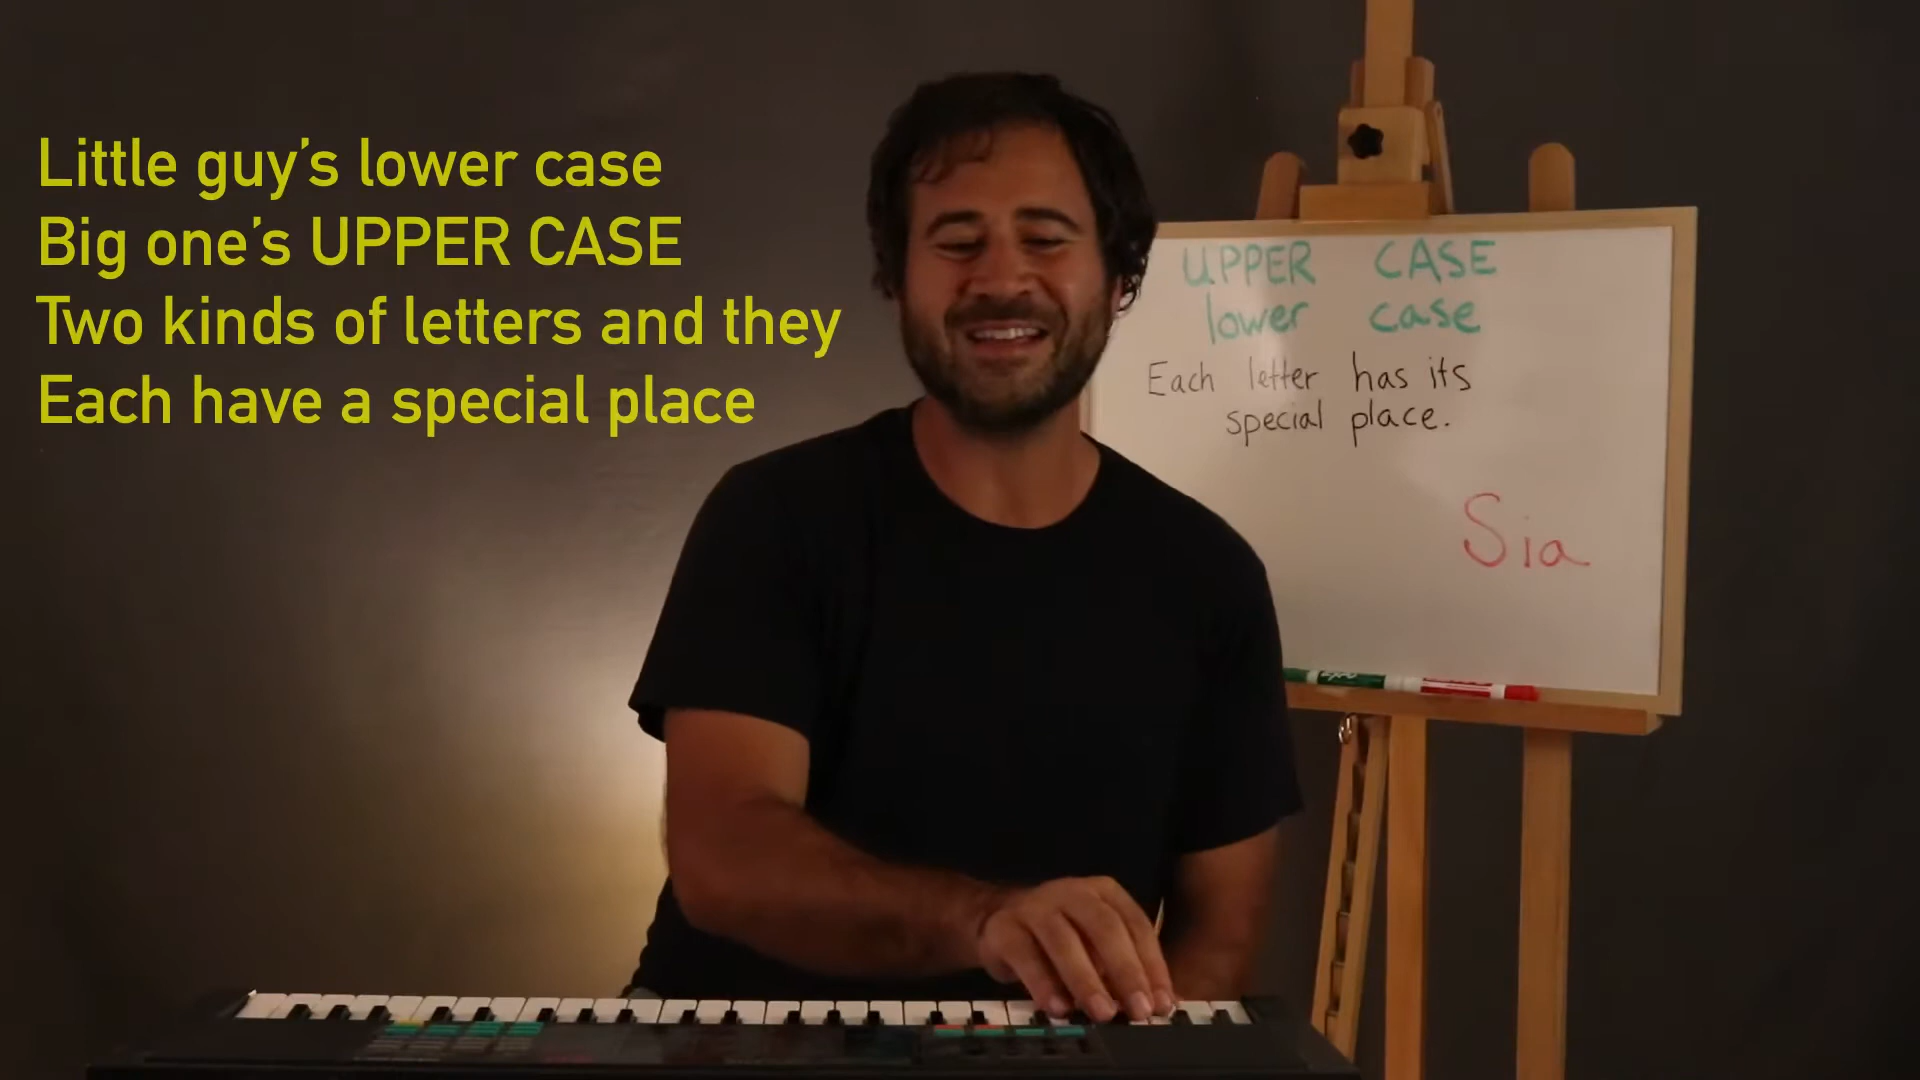 Little guy’s lower case
Big one’s UPPER CASE
Two kinds of letters and they
Each have a special place
UPPER CASE
lower case
Each letter has its
special place.
Sia